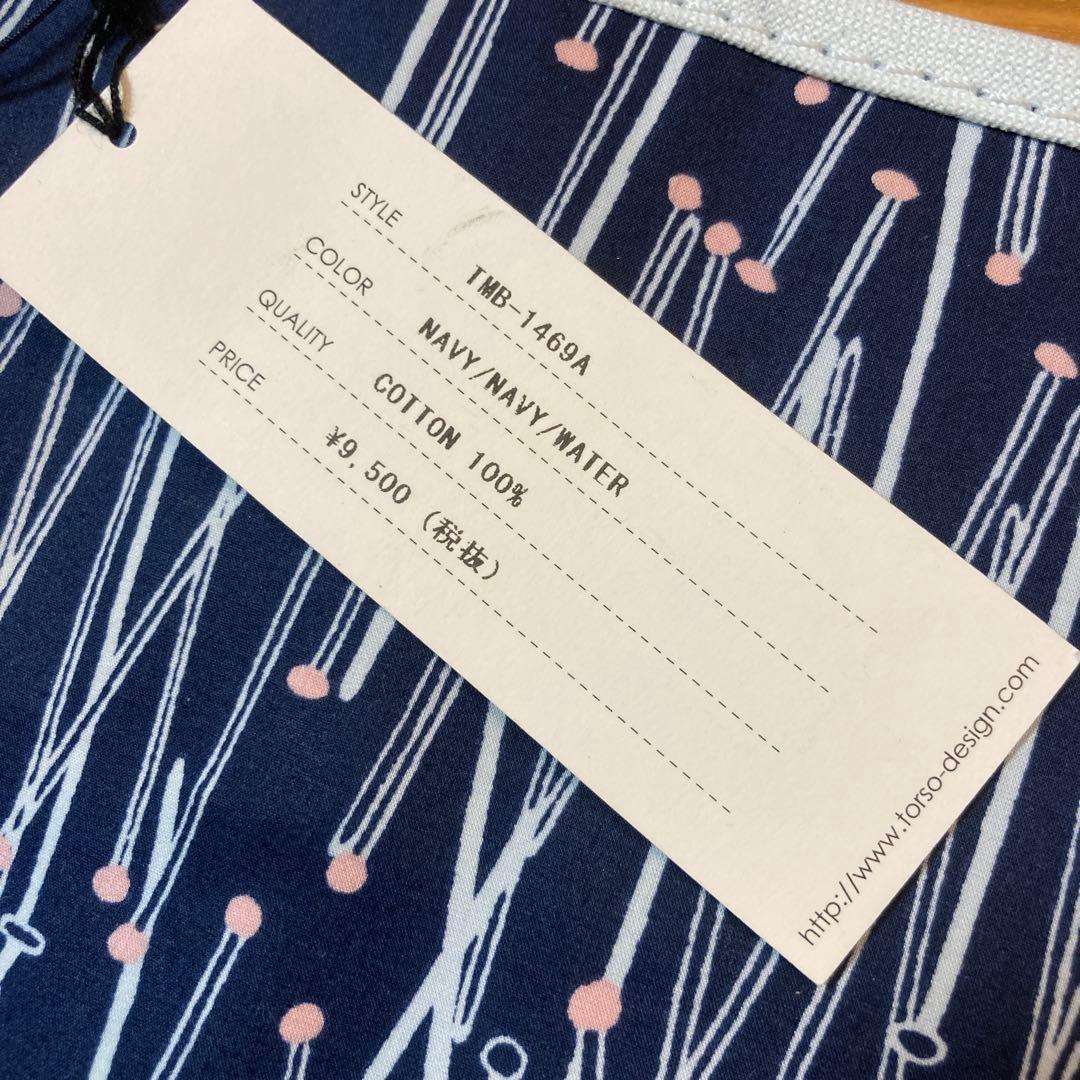 STYLE TMB-1469A
COLOR NAVY/NAVY/WATER
QUALITY COTTON 100%
PRICE ¥9,500 (税抜)
http://www.torso-design.com